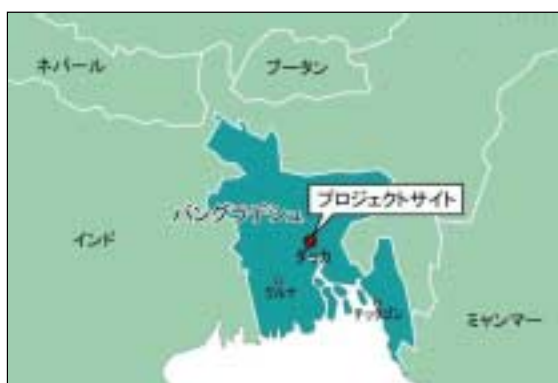 ネパール
ブータン
プロジェクトサイト
バングラデシュ
インド
ダーカ
クルナ
チッタゴン
ミャンマー